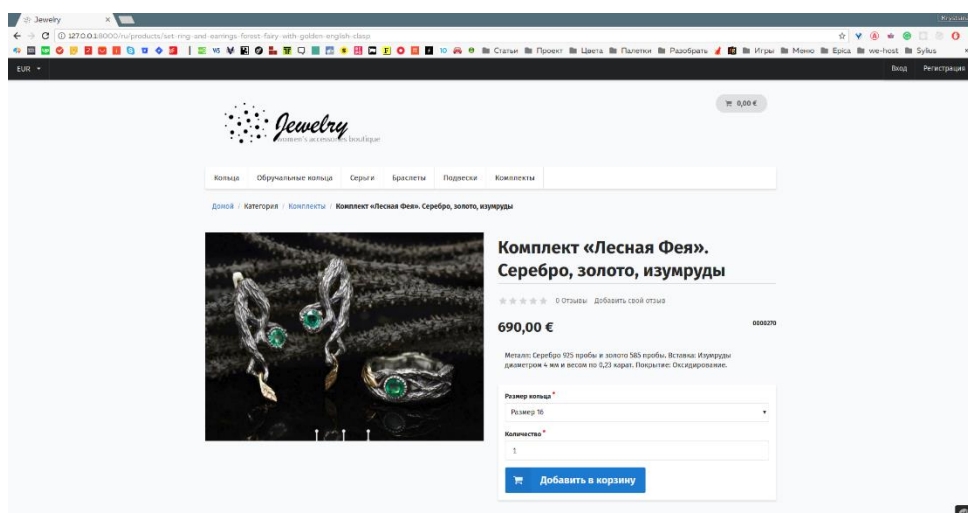 Jewelry
127.0.0.1:8000/ru/products/set-ring-and-earrings-forest-fairy-with-golden-english-clasp
Статьи Проект Цвета Палетки Разобрать Игры Меню Epica we-host Sylius
EUR Вход Регистрация
0,00 €
Jewelry
women's accessories boutique
Кольца Обручальные кольца Серьги Браслеты Подвески Комплекты
Домой / Категория / Комплекты / Комплект «Лесная Фея». Серебро, золото, изумруды
Комплект «Лесная Фея».
Серебро, золото, изумруды
0 Отзывы Добавить свой отзыв
690,00 €
0000270
Металл: Серебро 925 пробы и золото 585 пробы. Вставка: Изумруды
диаметром 4 мм и весом по 0,23 карат. Покрытие: Оксидирование.
Размер кольца *
Размер 16
Количество *
1
Добавить в корзину